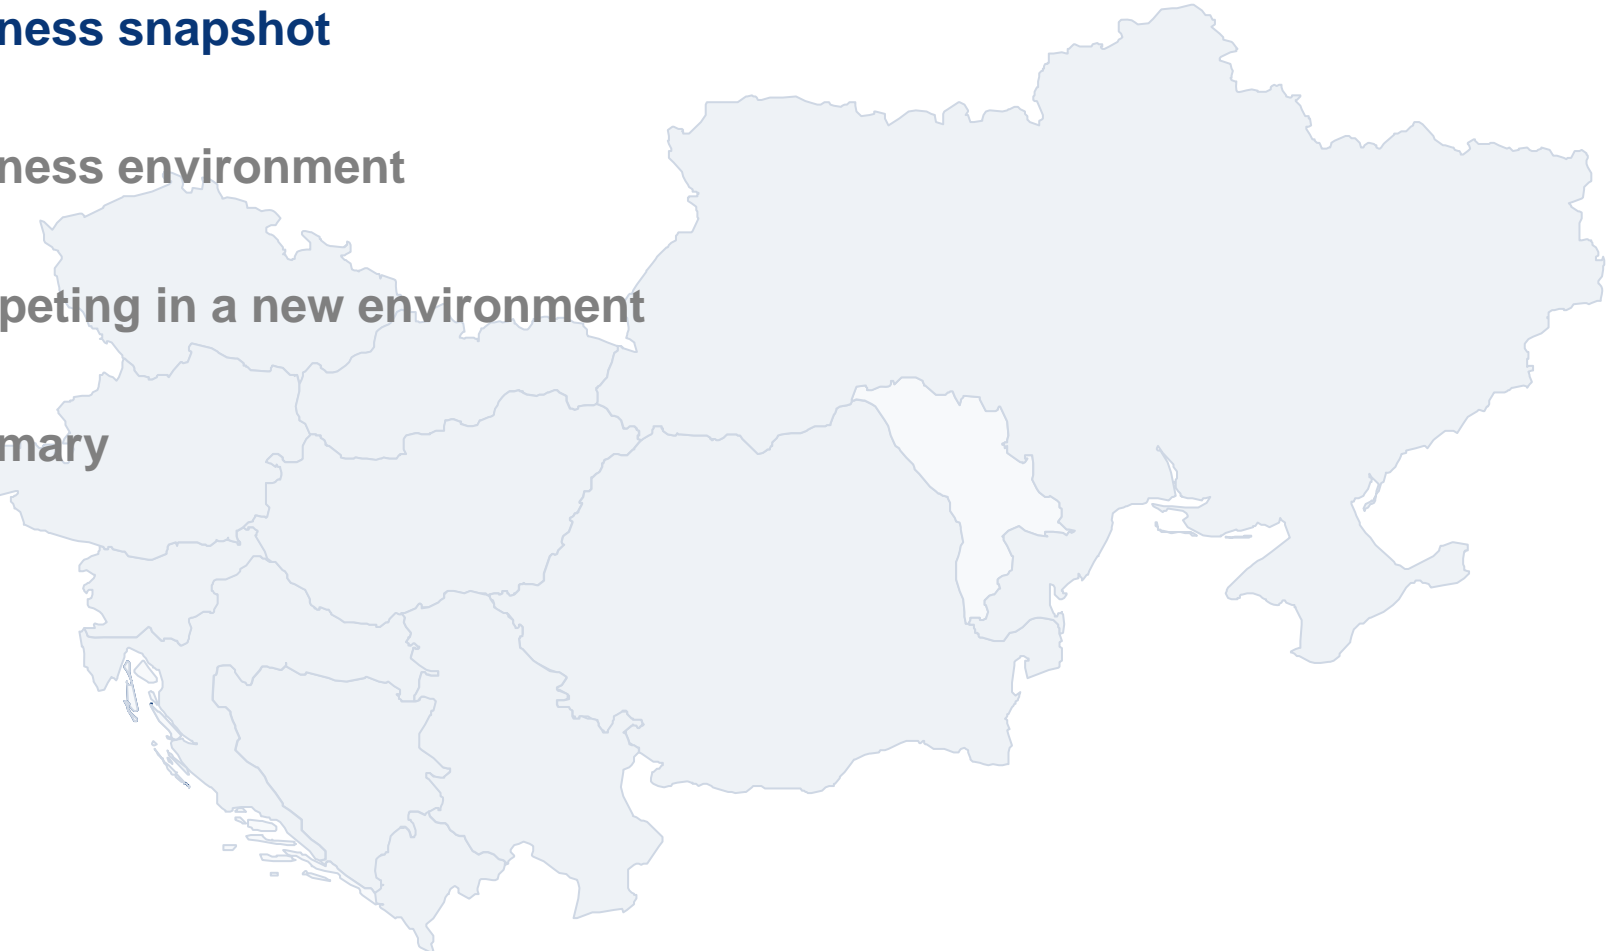 ness snapshot
ness environment
peting in a new environment
mary